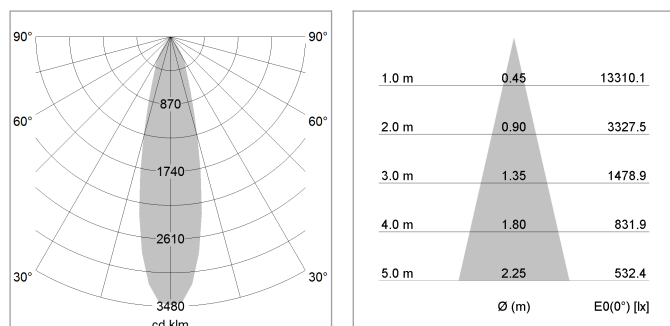 90° 90°
870
60° 60°
1740
2610
30° 30°
3480
cd klm
1.0 m 0.45 13310.1
2.0 m 0.90 3327.5
3.0 m 1.35 1478.9
4.0 m 1.80 831.9
5.0 m 2.25 532.4
Ø (m) E0(0°) [lx]